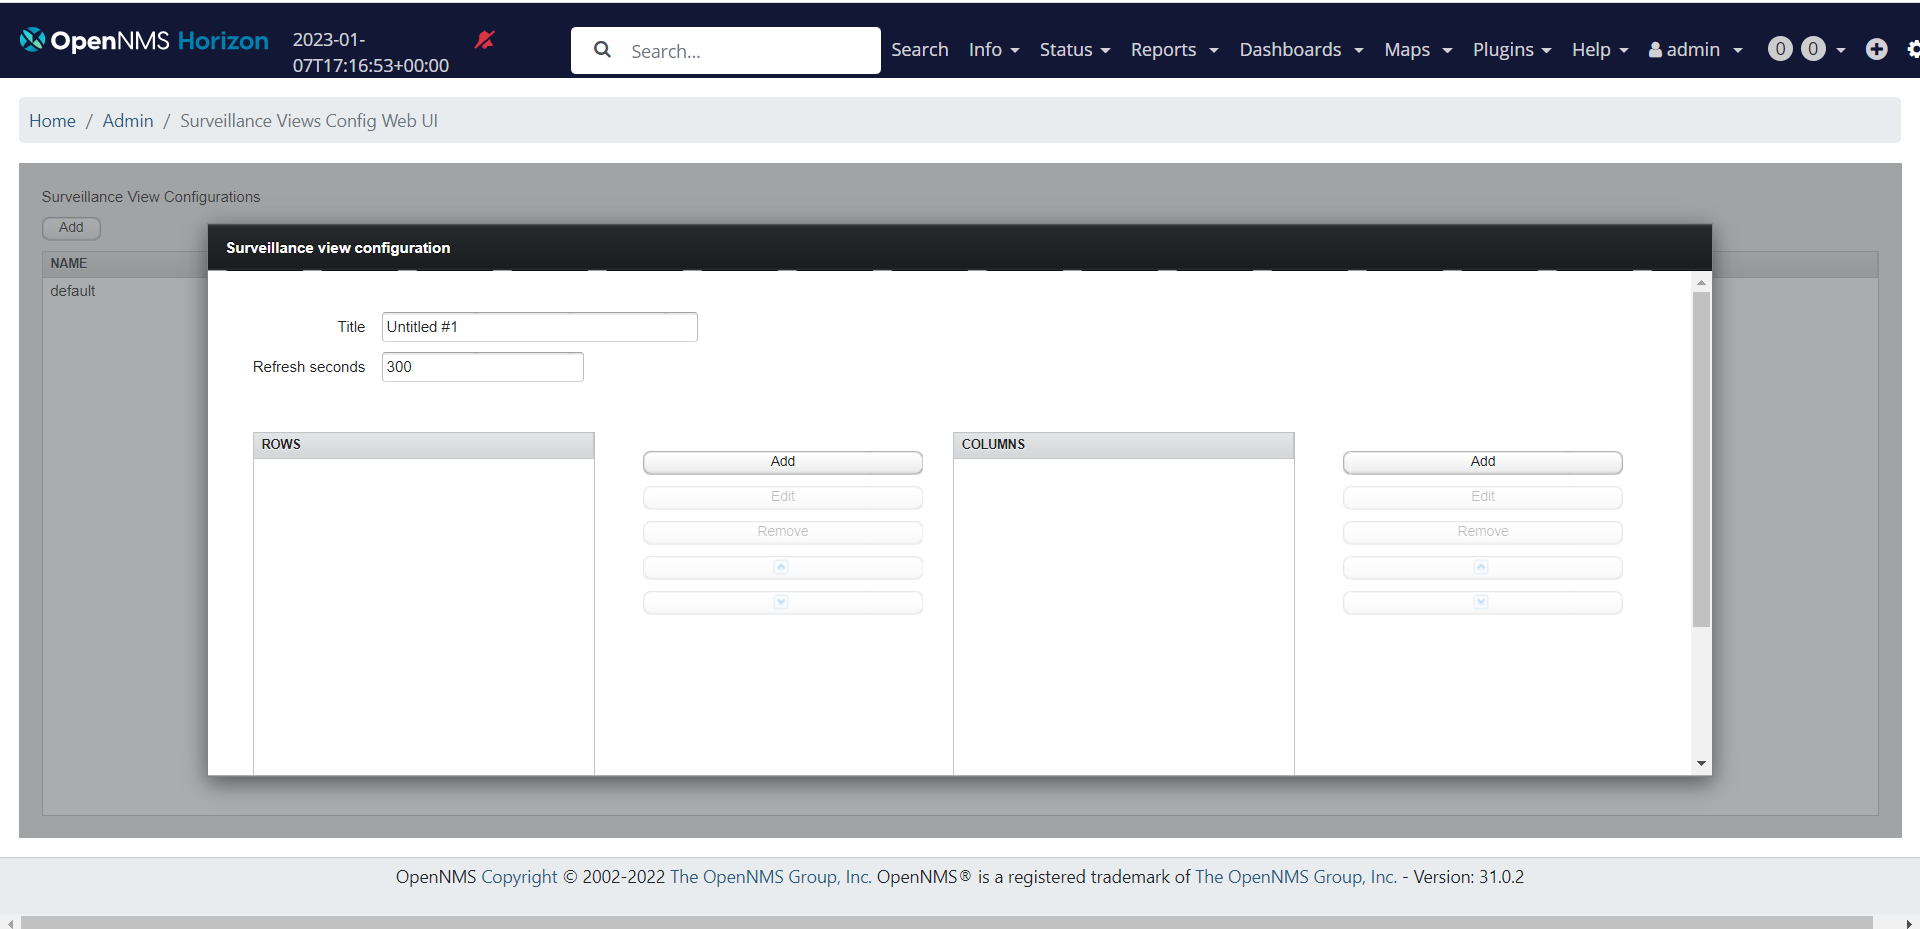 OpenNMS Horizon
2023-01-
07T17:16:53+00:00
Search...
Search Info Status Reports Dashboards Maps Plugins Help admin 0 0
Home / Admin / Surveillance Views Config Web UI
Surveillance View Configurations
Add
NAME
default
Surveillance view configuration
Title Untitled #1
Refresh seconds 300
ROWS
Add
Edit
Remove
COLUMNS
Add
Edit
Remove
OpenNMS Copyright © 2002-2022 The OpenNMS Group, Inc. OpenNMS® is a registered trademark of The OpenNMS Group, Inc. - Version: 31.0.2